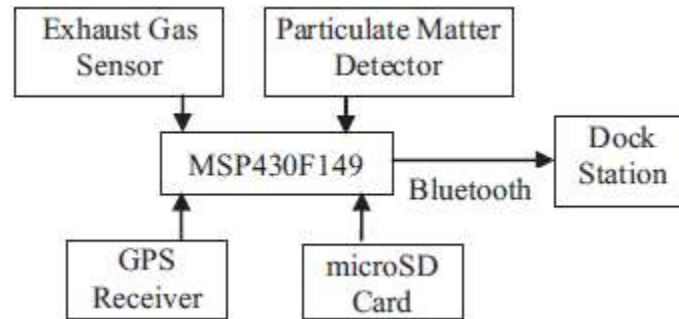 Exhaust Gas
Sensor
Particulate Matter
Detector
MSP430F149
Bluetooth
Dock
Station
GPS
Receiver
microSD
Card